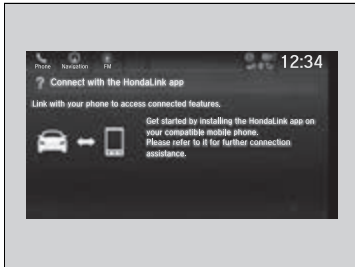 12:34
Phone Navigation FM
? Connect with the HondaLink app
Link with your phone to access connected features.
Get started by installing the HondaLink app on
your compatible mobile phone.
Please refer to it for further connection
assistance.